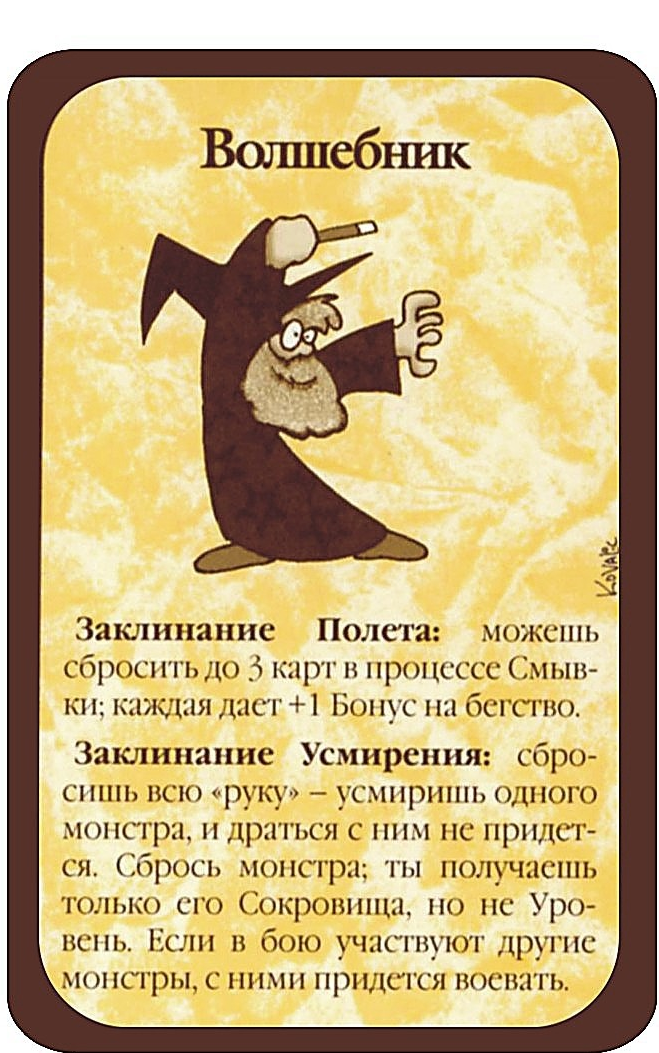 Волшебник
Kovalic
Заклинание Полета: можешь
сбросить до 3 карт в процессе Смыв-
ки; каждая дает +1 Бонус на бегство.
Заклинание Усмирения: сбро-
сишь всю «руку» – усмиришь одного
монстра, и драться с ним не придет-
ся. Сбрось монстра; ты получаешь
только его Сокровища, но не Уро-
вень. Если в бою участвуют другие
монстры, с ними придется воевать.